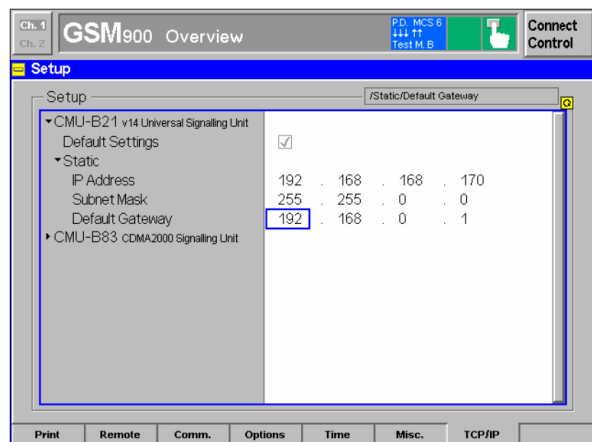 Ch. 1
Ch. 2
GSM900 Overview
P.D. MCS 6
↓↓↓ ↑↑
Test M. B
Connect
Control
Setup
Setup
/Static/Default Gateway
CMU-B21 v14 Universal Signalling Unit
Default Settings
Static
IP Address 192 . 168 . 168 . 170
Subnet Mask 255 . 255 . 0 . 0
Default Gateway 192 . 168 . 0 . 1
CMU-B83 CDMA2000 Signalling Unit
Print Remote Comm. Options Time Misc. TCP/IP